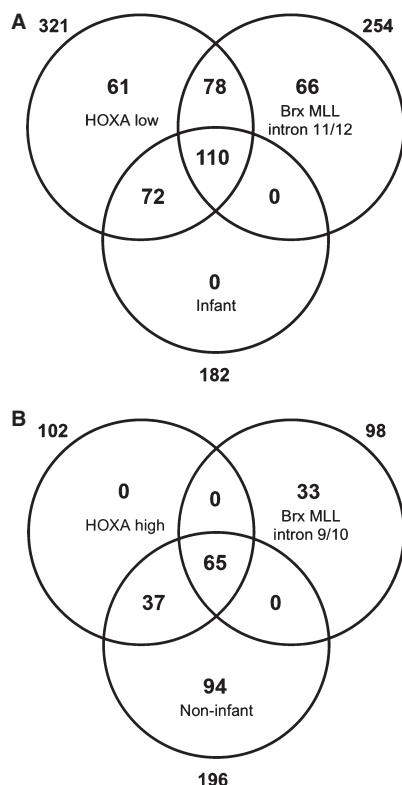 A
321
254
61
78
66
HOXA low
Brx MLL
intron 11/12
110
72
0
0
Infant
182
B
102
98
0
0
33
HOXA high
Brx MLL
intron 9/10
65
37
0
94
Non-infant
196